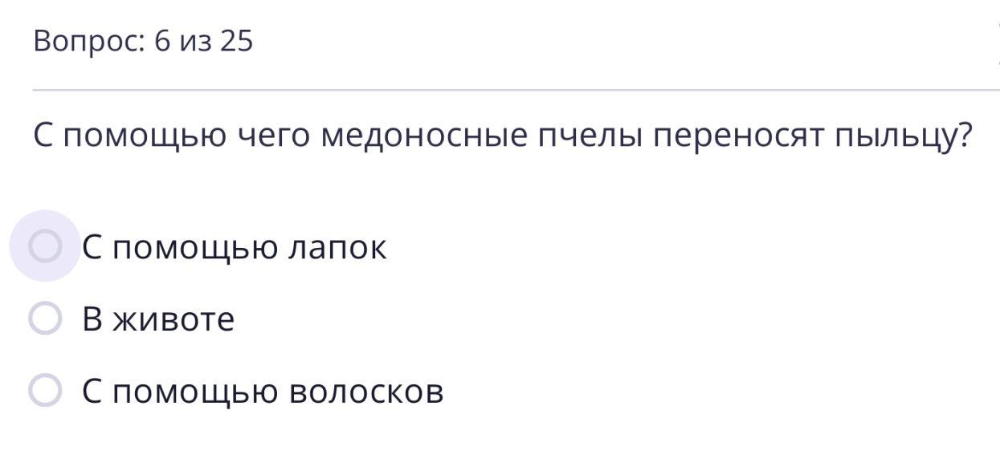 Вопрос: 6 из 25
С помощью чего медоносные пчелы переносят пыльцу?
С помощью лапок
В животе
С помощью волосков